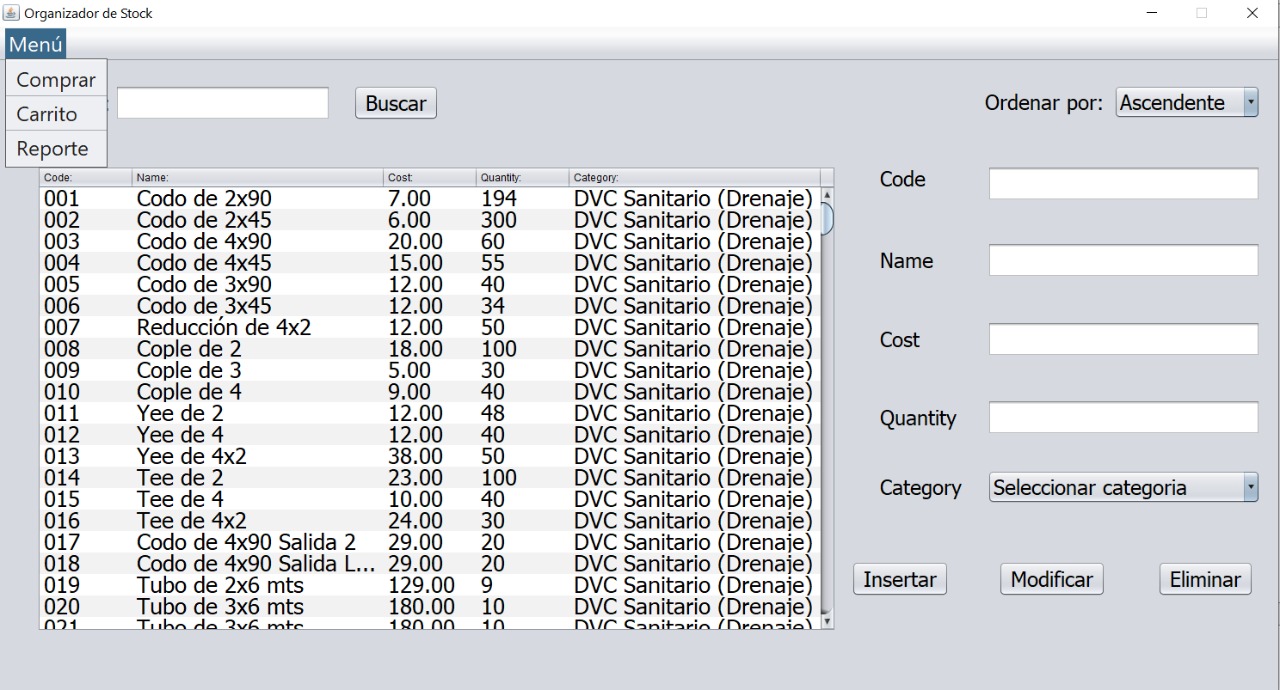 Organizador de Stock
Menú
Comprar
Carrito
Reporte
: Buscar Ordenar por: Ascendente
Code: Name: Cost: Quantity: Category:
001 Codo de 2x90 7.00 194 DVC Sanitario (Drenaje)
002 Codo de 2x45 6.00 300 DVC Sanitario (Drenaje)
003 Codo de 4x90 20.00 60 DVC Sanitario (Drenaje)
004 Codo de 4x45 15.00 55 DVC Sanitario (Drenaje)
005 Codo de 3x90 12.00 40 DVC Sanitario (Drenaje)
006 Codo de 3x45 12.00 34 DVC Sanitario (Drenaje)
007 Reducción de 4x2 12.00 50 DVC Sanitario (Drenaje)
008 Cople de 2 18.00 100 DVC Sanitario (Drenaje)
009 Cople de 3 5.00 30 DVC Sanitario (Drenaje)
010 Cople de 4 9.00 40 DVC Sanitario (Drenaje)
011 Yee de 2 12.00 48 DVC Sanitario (Drenaje)
012 Yee de 4 12.00 40 DVC Sanitario (Drenaje)
013 Yee de 4x2 38.00 50 DVC Sanitario (Drenaje)
014 Tee de 2 23.00 100 DVC Sanitario (Drenaje)
015 Tee de 4 10.00 40 DVC Sanitario (Drenaje)
016 Tee de 4x2 24.00 30 DVC Sanitario (Drenaje)
017 Codo de 4x90 Salida 2 29.00 20 DVC Sanitario (Drenaje)
018 Codo de 4x90 Salida L... 29.00 20 DVC Sanitario (Drenaje)
019 Tubo de 2x6 mts 129.00 9 DVC Sanitario (Drenaje)
020 Tubo de 3x6 mts 180.00 10 DVC Sanitario (Drenaje)
021 Tubo de 3x6 mts 180.00 10 DVC Sanitario (Drenaje)
Code
Name
Cost
Quantity
Category Seleccionar categoria
Insertar Modificar Eliminar